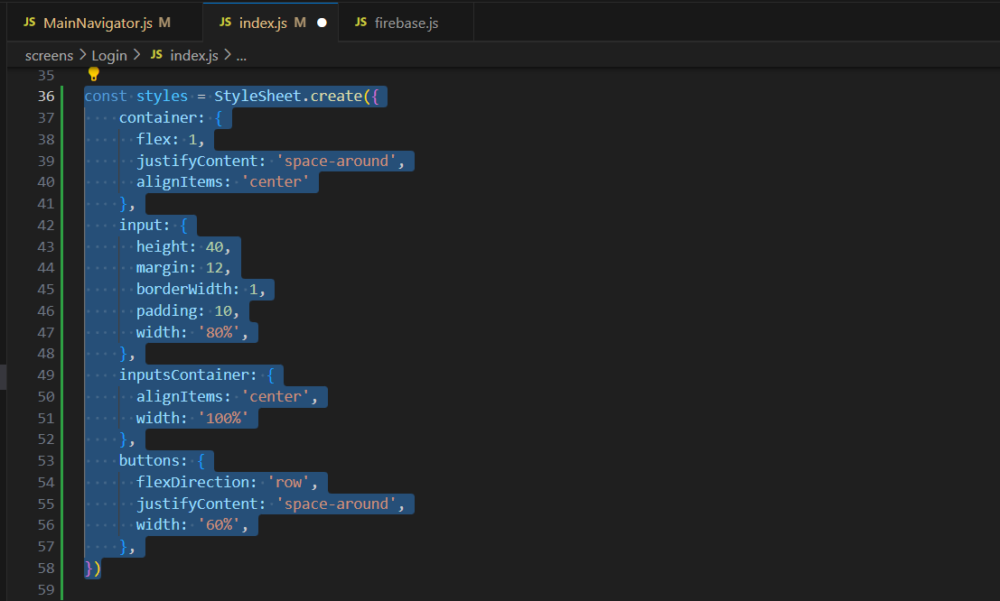 JS MainNavigator.js M JS index.js M JS firebase.js
screens > Login > JS index.js > ...
35
36 const styles = StyleSheet.create({
37 container: {
38 flex: 1,
39 justifyContent: 'space-around',
40 alignItems: 'center'
41 },
42 input: {
43 height: 40,
44 margin: 12,
45 borderWidth: 1,
46 padding: 10,
47 width: '80%',
48 },
49 inputsContainer: {
50 alignItems: 'center',
51 width: '100%'
52 },
53 buttons: {
54 flexDirection: 'row',
55 justifyContent: 'space-around',
56 width: '60%',
57 },
58 })
59